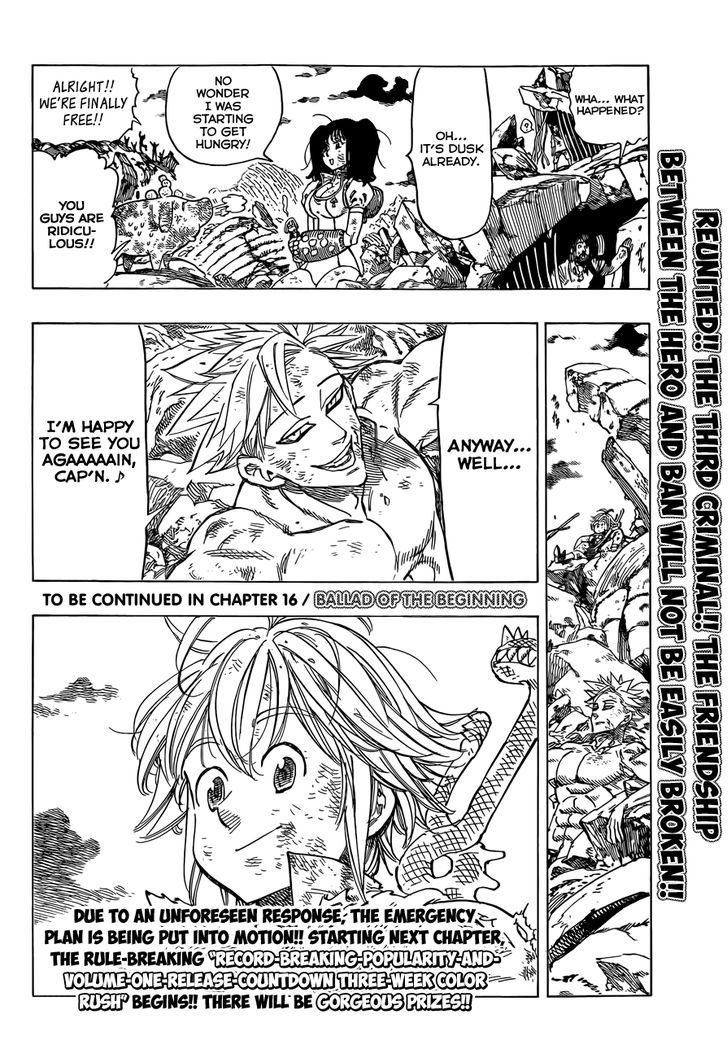 WHA... WHAT
HAPPENED?
OH...
IT'S DUSK
ALREADY.
NO
WONDER
I WAS
STARTING
TO GET
HUNGRY!
ALRIGHT!!
WE'RE FINALLY
FREE!!
YOU
GUYS ARE
RIDICU-
LOUS!!
?
REUNITED!! THE THIRD CRIMINAL!! THE FRIENDSHIP
BETWEEN THE HERO AND BAN WILL NOT BE EASILY BROKEN!!
ANYWAY...
WELL...
I'M HAPPY
TO SEE YOU
AGAAAAAIN,
CAP'N. ♪
TO BE CONTINUED IN CHAPTER 16 / BALLAD OF THE BEGINNING
DUE TO AN UNFORESEEN RESPONSE, THE EMERGENCY
PLAN IS BEING PUT INTO MOTION!! STARTING NEXT CHAPTER,
THE RULE-BREAKING "RECORD-BREAKING-POPULARITY-AND-
VOLUME-ONE-RELEASE-COUNTDOWN THREE-WEEK COLOR
RUSH" BEGINS!! THERE WILL BE GORGEOUS PRIZES!!